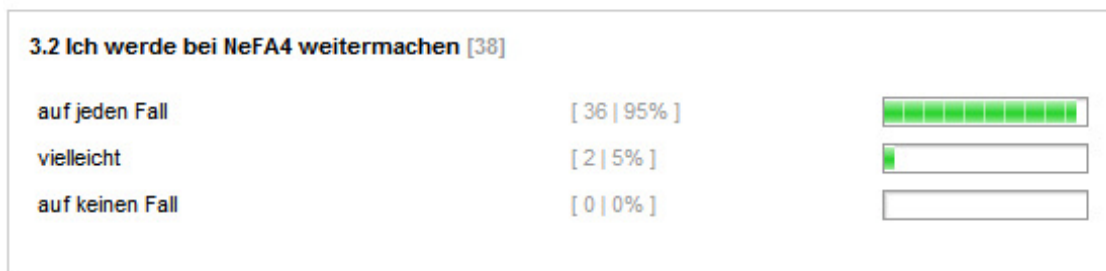 3.2 Ich werde bei NeFA4 weitermachen [38]
auf jeden Fall [ 36 | 95% ]
vielleicht [ 2 | 5% ]
auf keinen Fall [ 0 | 0% ]